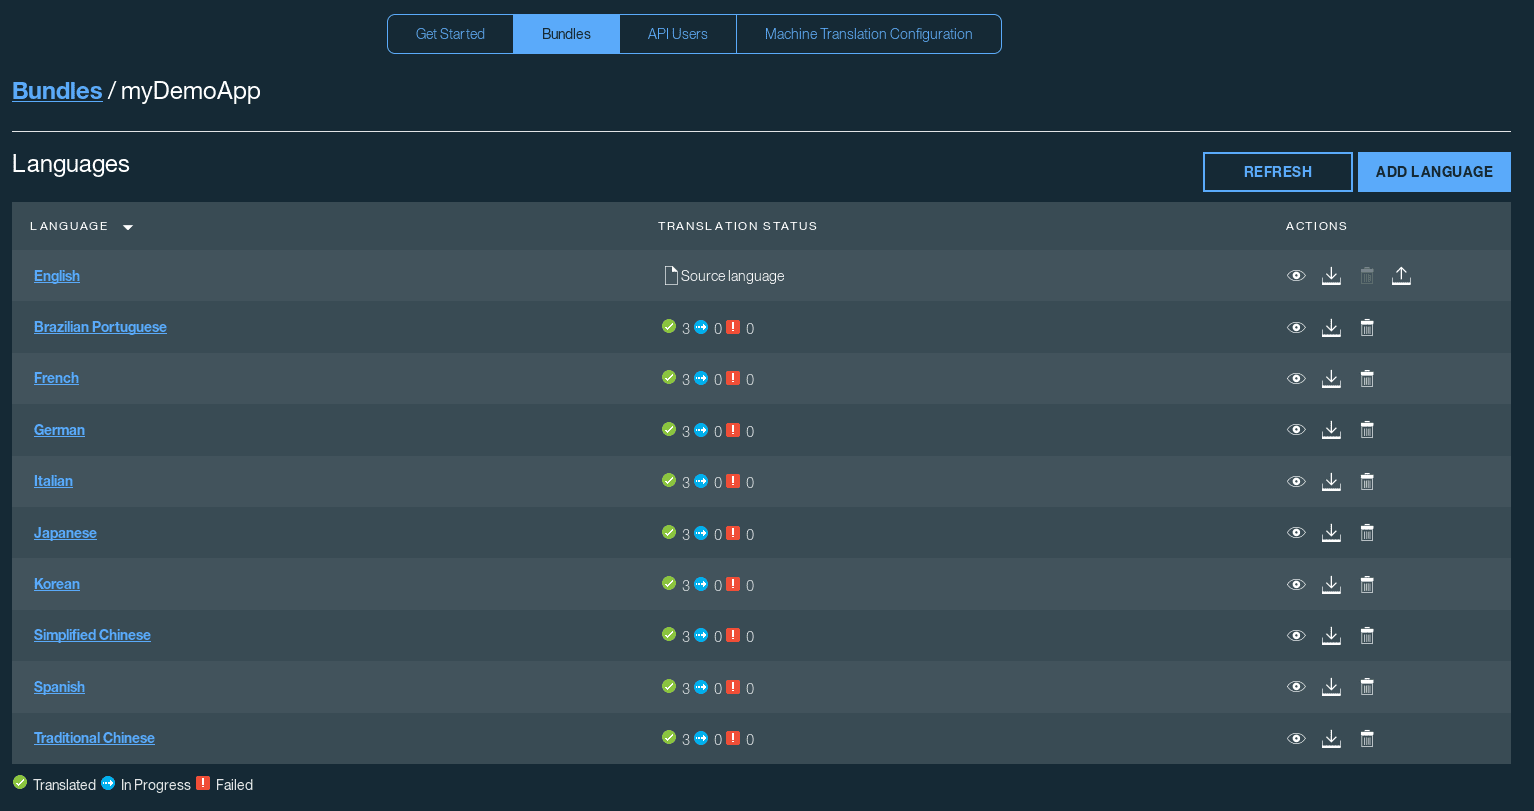 Get Started Bundles API Users Machine Translation Configuration
Bundles / myDemoApp
Languages
REFRESH ADD LANGUAGE
LANGUAGE TRANSLATION STATUS ACTIONS
English Source language
Brazilian Portuguese 3 0 0
French 3 0 0
German 3 0 0
Italian 3 0 0
Japanese 3 0 0
Korean 3 0 0
Simplified Chinese 3 0 0
Spanish 3 0 0
Traditional Chinese 3 0 0
Translated In Progress Failed